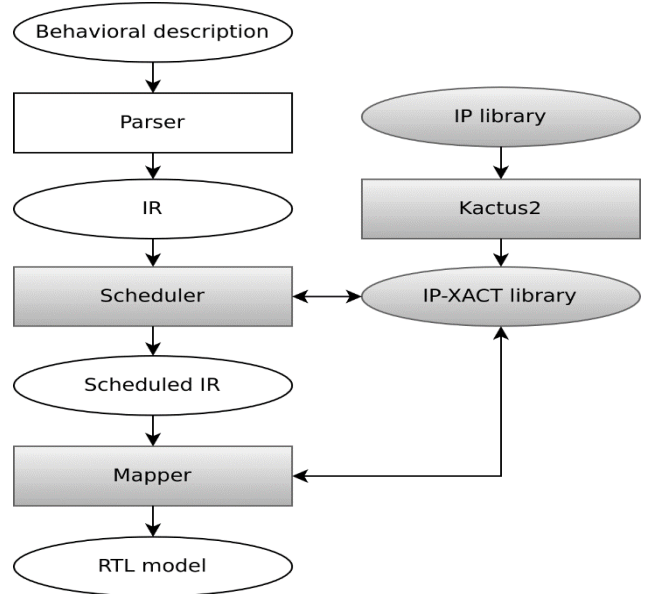 Behavioral description
Parser
IR
Scheduler
Scheduled IR
Mapper
RTL model
IP library
Kactus2
IP-XACT library